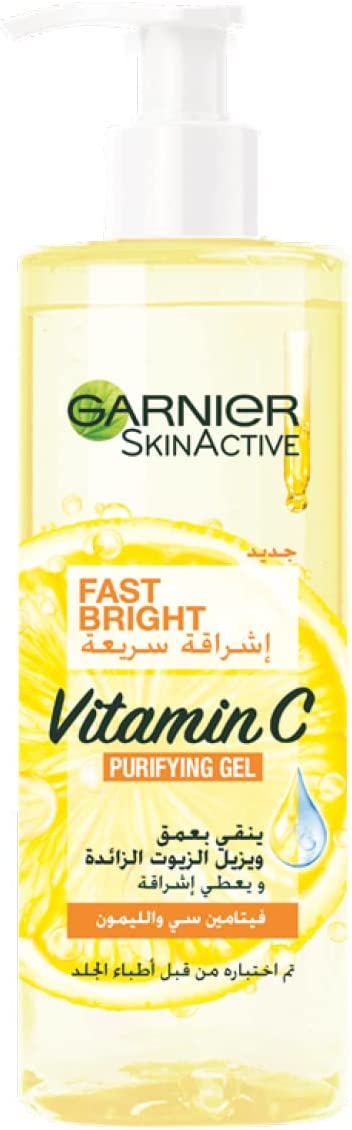 GARNIER
SKINACTIVE
جديد
FAST
BRIGHT
إشراقة سريعة
Vitamin C
PURIFYING GEL
ينقي بعمق
ويزيل الزيوت الزائدة
و يعطي إشراقة
فيتامين سي والليمون
تم اختباره من قبل أطباء الجلد